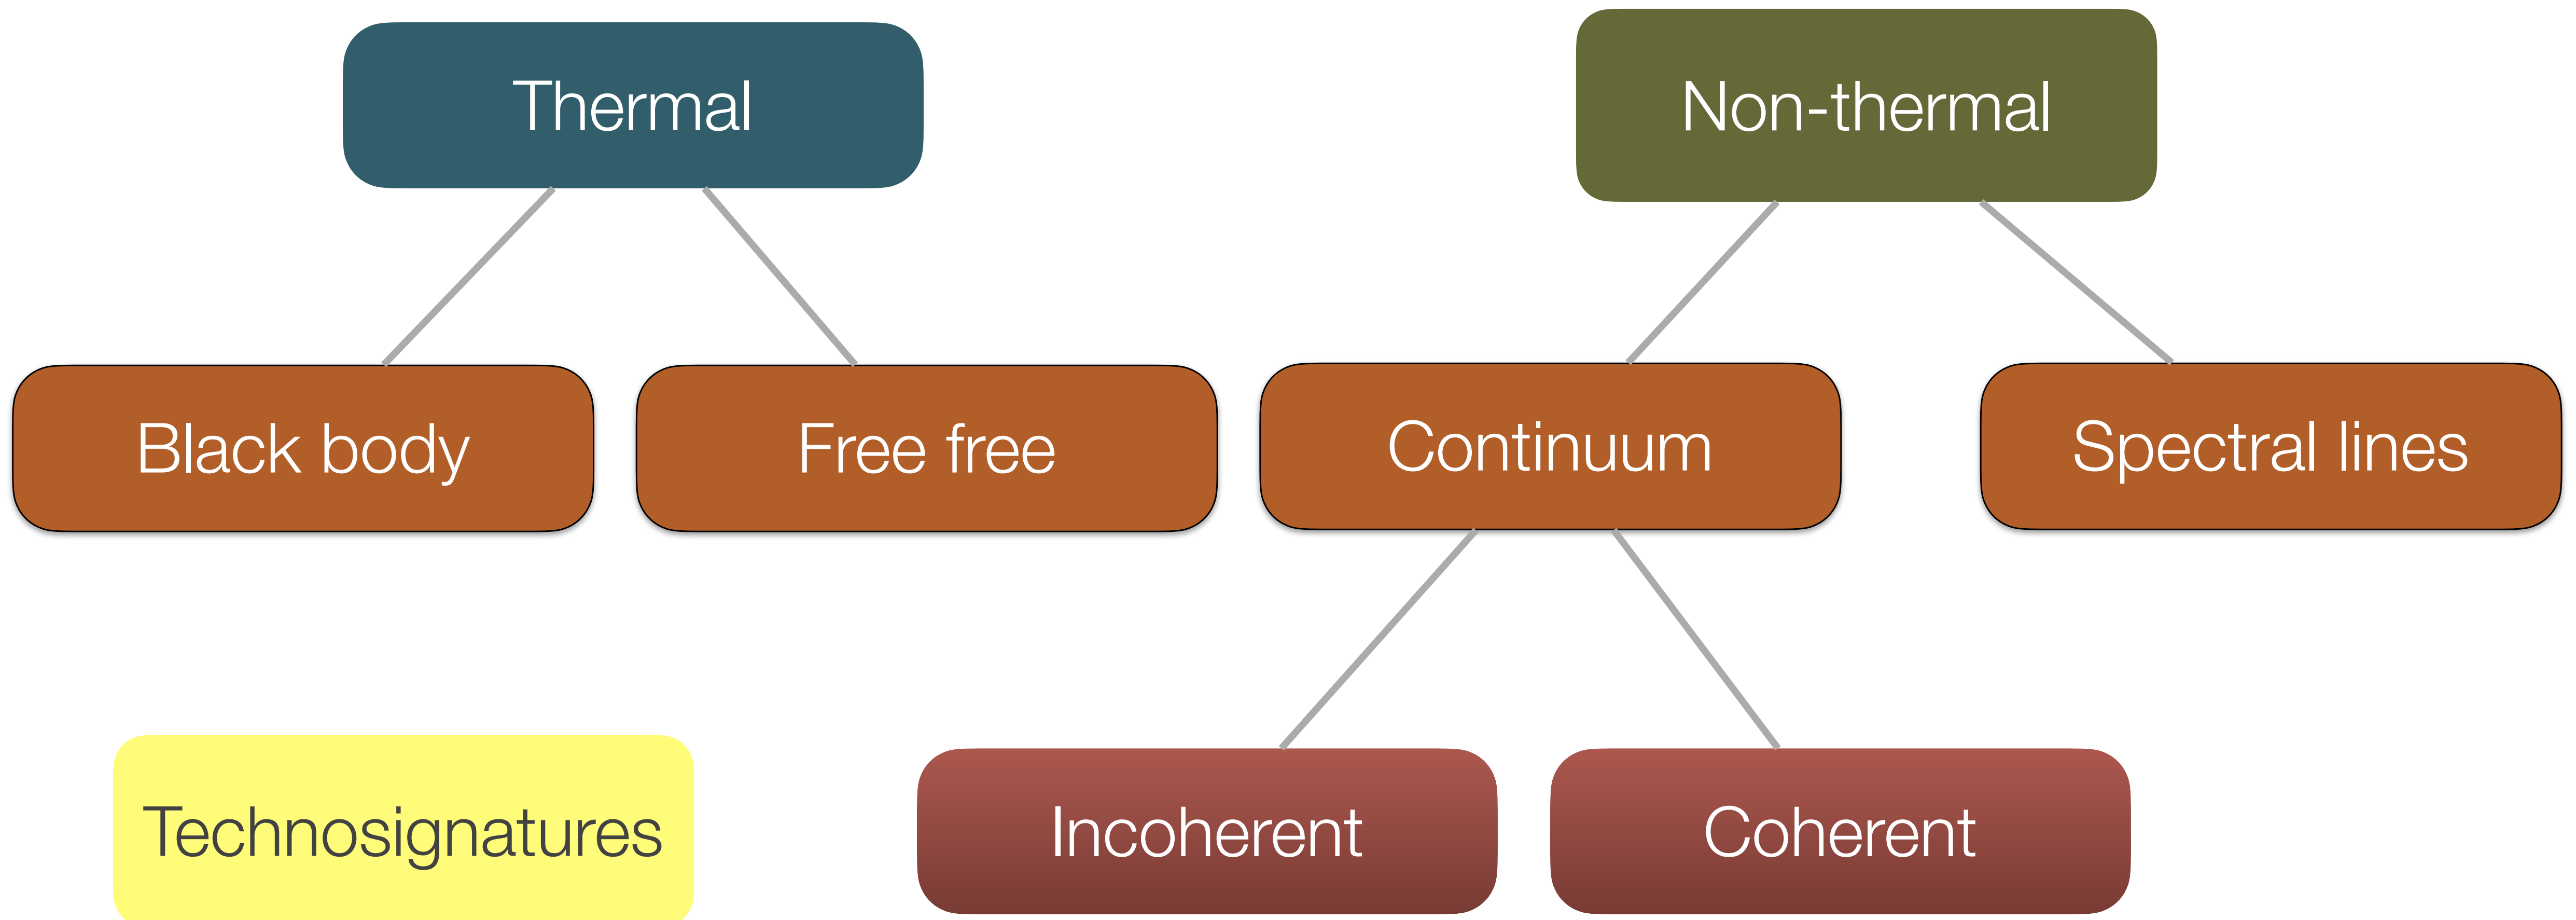 Thermal
Non-thermal
Black body
Free free
Continuum
Spectral lines
Technosignatures
Incoherent
Coherent